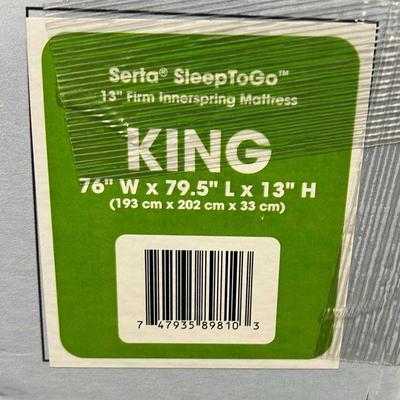 Serta® SleepToGo™
13" Firm Innerspring Mattress
KING
76" W x 79.5" L x 13" H
(193 cm x 202 cm x 33 cm)
7 47935 89810 3